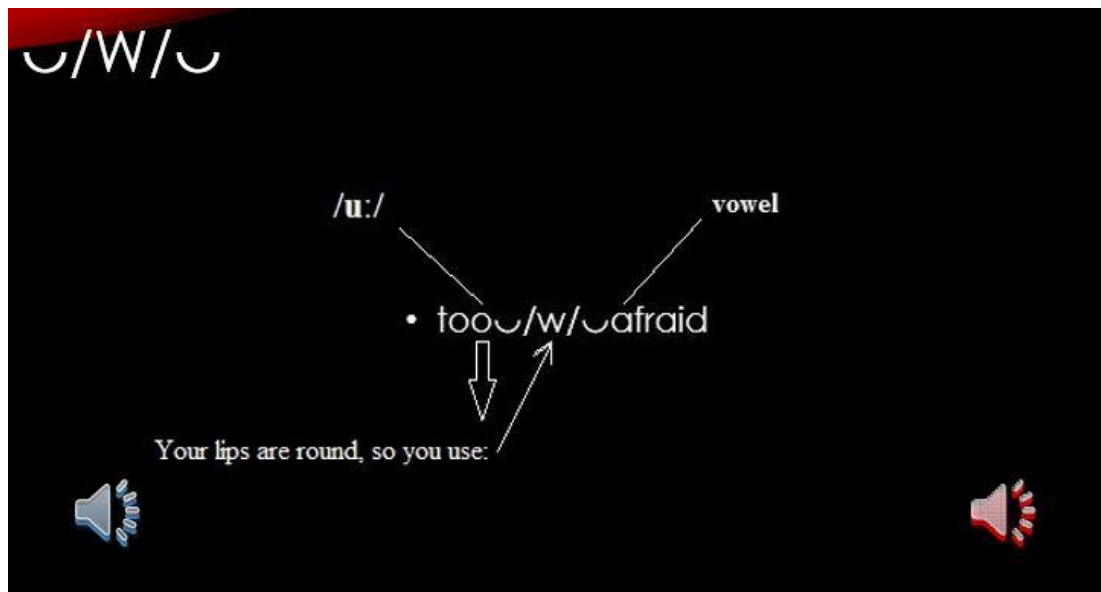 ◡/W/◡
/u:/
vowel
• too◡/w/◡afraid
Your lips are round, so you use: